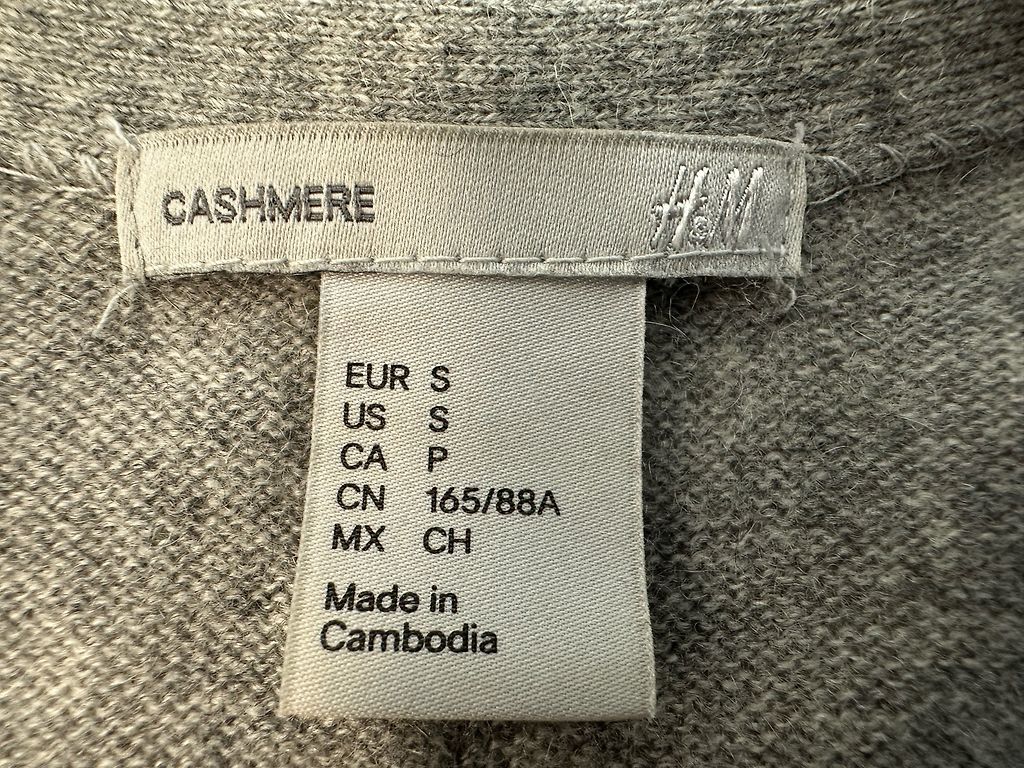 CASHMERE H&M
EUR S
US S
CA P
CN 165/88A
MX CH
Made in
Cambodia